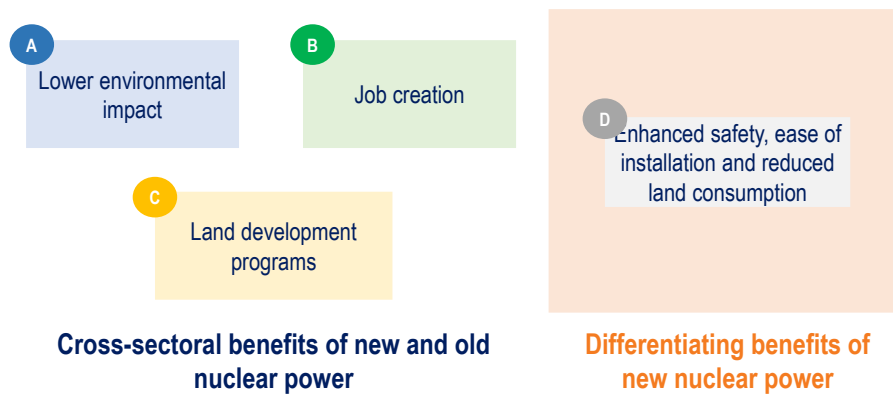 A
Lower environmental
impact
B
Job creation
C
Land development
programs
Cross-sectoral benefits of new and old
nuclear power
D
Enhanced safety, ease of
installation and reduced
land consumption
Differentiating benefits of
new nuclear power